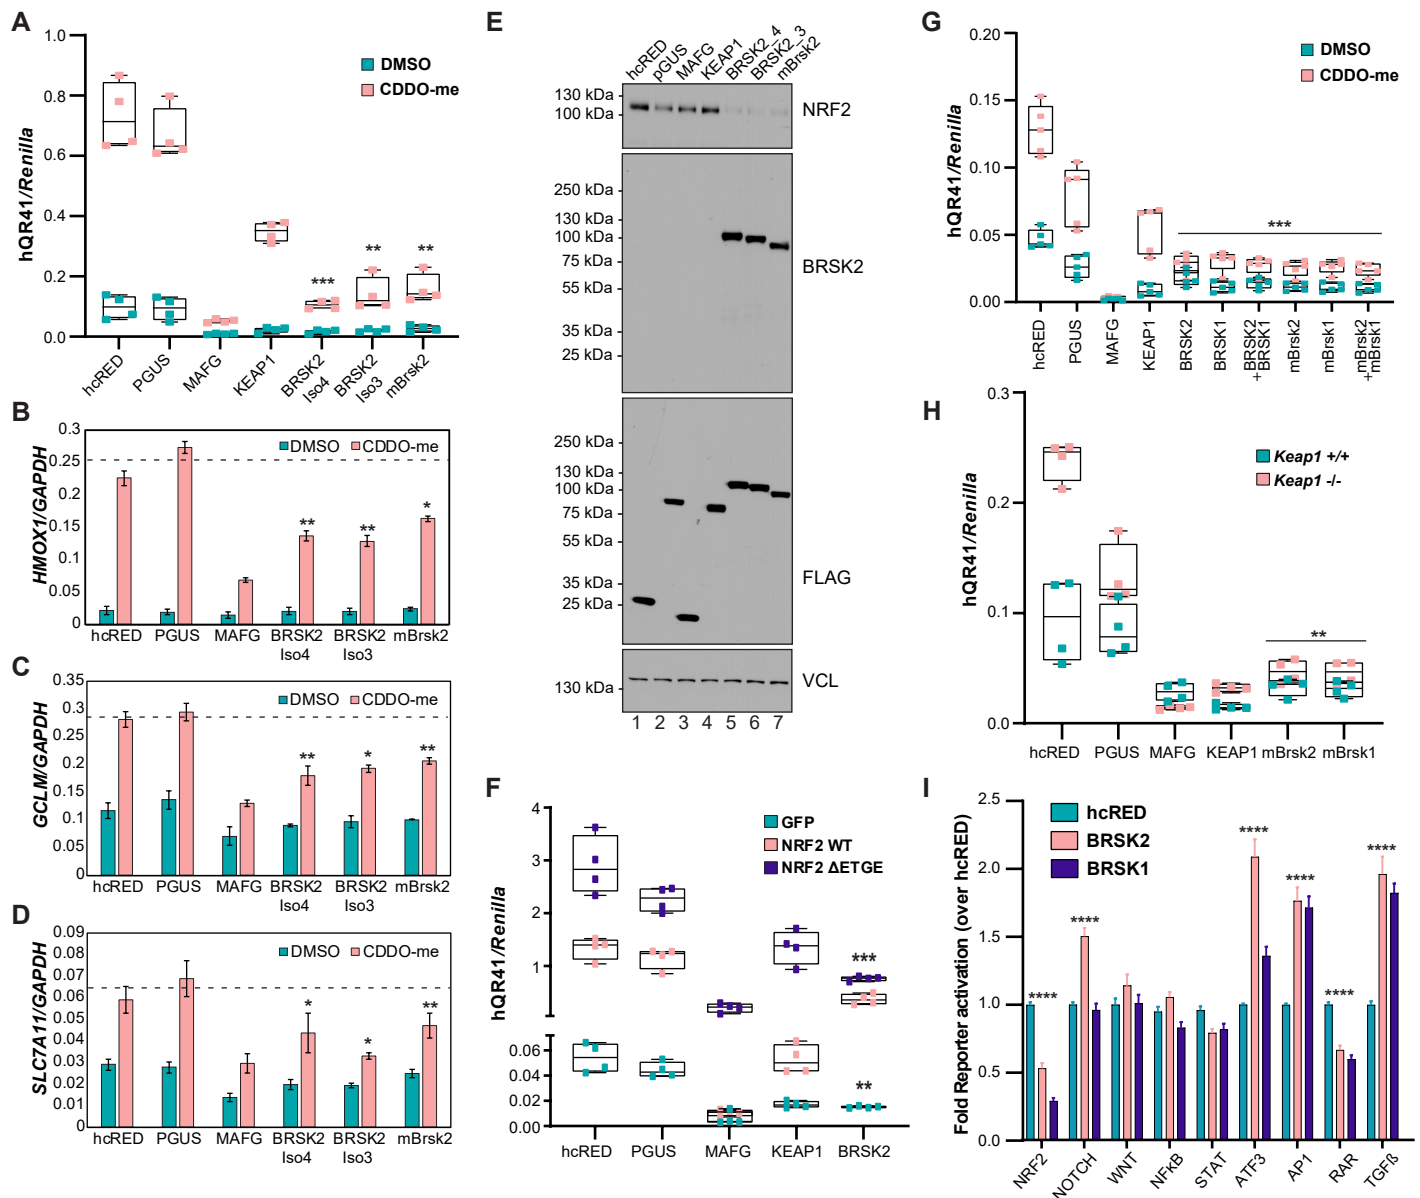 A
1.0
0.8
0.6
0.4
0.2
0.0
hQR41/Renilla
DMSO
CDDO-me
***
**
**
hcRED
PGUS
MAFG
KEAP1
BRSK2 Iso4
BRSK2 Iso3
mBrsk2
B
0.3
0.25
0.2
0.15
0.1
0.05
0
HMOX1/GAPDH
DMSO
CDDO-me
**
**
*
hcRED
PGUS
MAFG
BRSK2 Iso4
BRSK2 Iso3
mBrsk2
C
0.35
0.3
0.25
0.2
0.15
0.1
0.05
0
GCLM/GAPDH
DMSO
CDDO-me
**
*
**
hcRED
PGUS
MAFG
BRSK2 Iso4
BRSK2 Iso3
mBrsk2
D
0.09
0.08
0.07
0.06
0.05
0.04
0.03
0.02
0.01
0
SLC7A11/GAPDH
DMSO
CDDO-me
*
*
**
hcRED
PGUS
MAFG
BRSK2 Iso4
BRSK2 Iso3
mBrsk2
E
hcRED
pGUS
MAFG
KEAP1
BRSK2_4
BRSK2_3
mBrsk2
130 kDa
100 kDa
NRF2
250 kDa
130 kDa
100 kDa
75 kDa
55 kDa
35 kDa
25 kDa
BRSK2
250 kDa
130 kDa
100 kDa
75 kDa
55 kDa
35 kDa
25 kDa
FLAG
130 kDa
VCL
1 2 3 4 5 6 7
F
4
3
2
1
0.06
0.04
0.02
0.00
hQR41/Renilla
GFP
NRF2 WT
NRF2 ΔETGE
***
**
hcRED
PGUS
MAFG
KEAP1
BRSK2
G
0.20
0.15
0.10
0.05
0.00
hQR41/Renilla
DMSO
CDDO-me
***
hcRED
PGUS
MAFG
KEAP1
BRSK2
BRSK1
BRSK2
+BRSK1
mBrsk2
mBrsk1
mBrsk2
+mBrsk1
H
0.3
0.2
0.1
0.0
hQR41/Renilla
Keap1 +/+
Keap1 -/-
**
hcRED
PGUS
MAFG
KEAP1
mBrsk2
mBrsk1
I
2.5
2.0
1.5
1.0
0.5
0.0
Fold Reporter activation (over hcRED)
hcRED
BRSK2
BRSK1
****
****
****
****
****
****
NRF2
NOTCH
WNT
NFκB
STAT
ATF3
AP1
RAR
TGFß